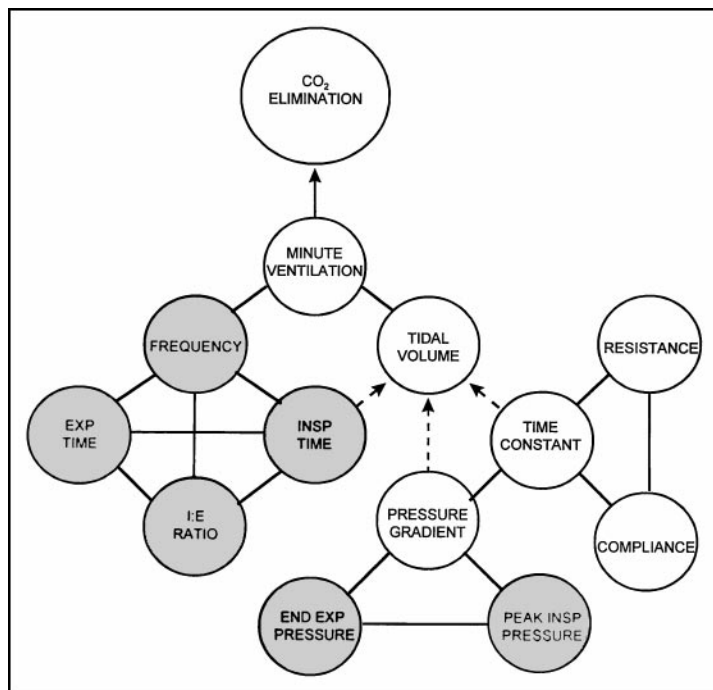 CO₂
ELIMINATION
MINUTE
VENTILATION
FREQUENCY
TIDAL
VOLUME
RESISTANCE
EXP
TIME
INSP
TIME
TIME
CONSTANT
I:E
RATIO
PRESSURE
GRADIENT
COMPLIANCE
END EXP
PRESSURE
PEAK INSP
PRESSURE